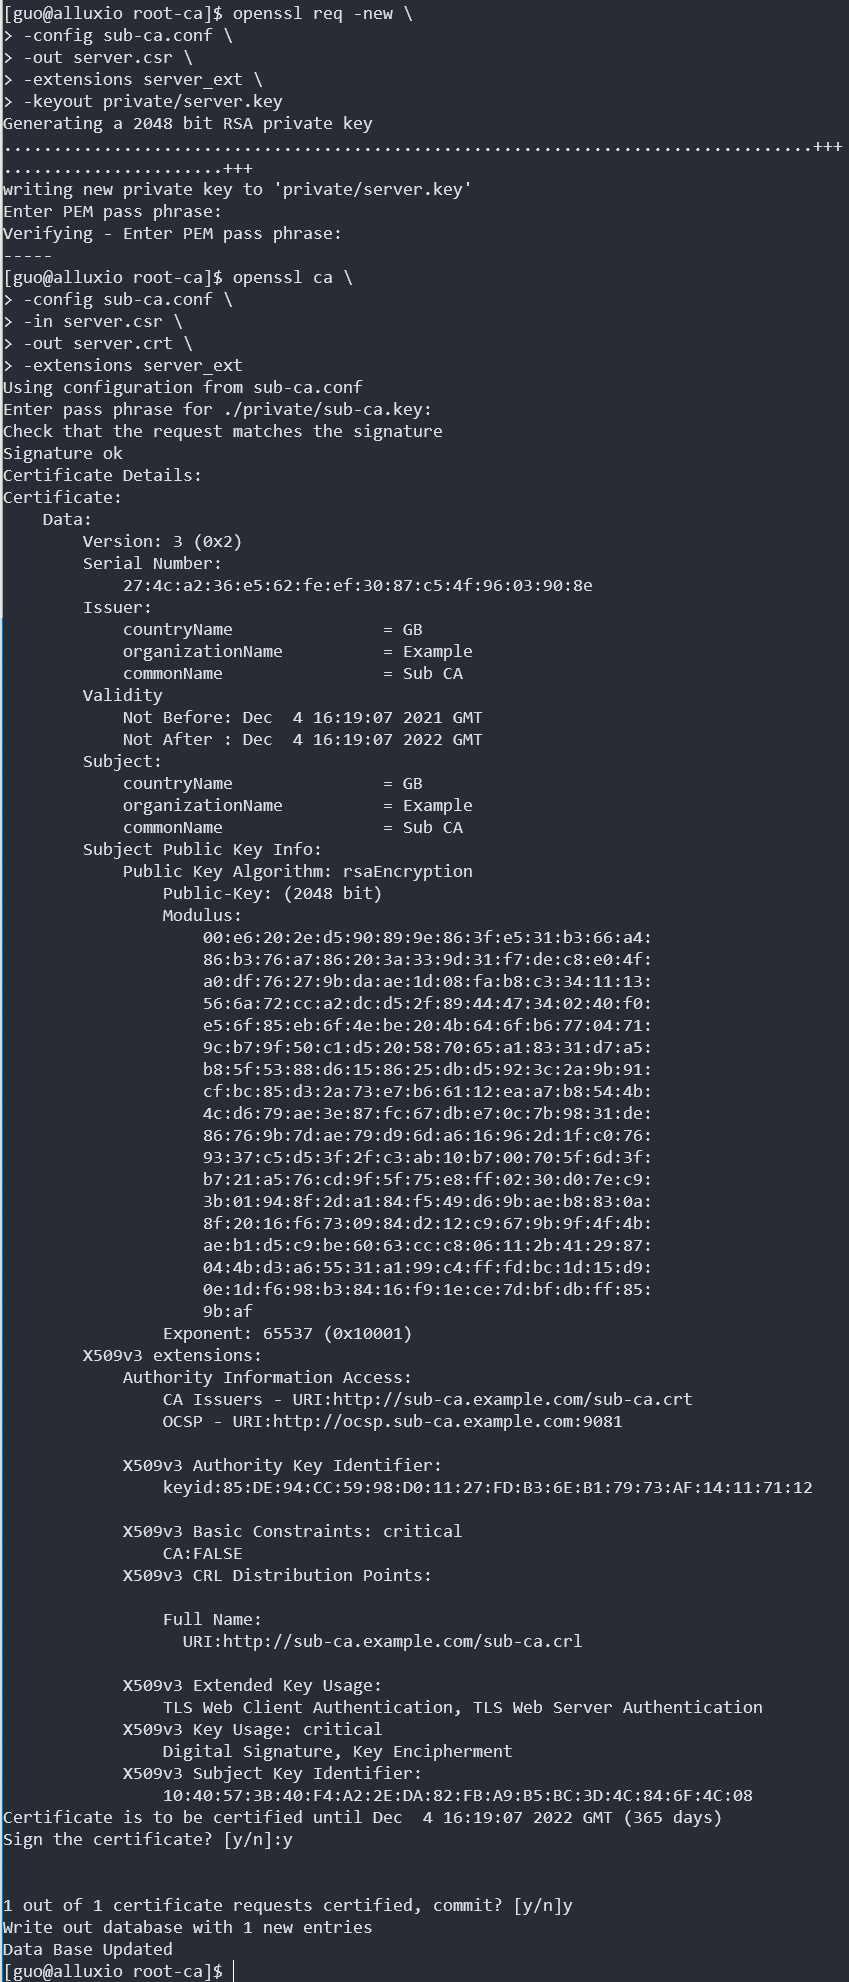 [guo@alluxio root-ca]$ openssl req -new \
> -config sub-ca.conf \
> -out server.csr \
> -extensions server_ext \
> -keyout private/server.key
Generating a 2048 bit RSA private key
.................................................................................+++
......................+++
writing new private key to 'private/server.key'
Enter PEM pass phrase:
Verifying - Enter PEM pass phrase:
-----
[guo@alluxio root-ca]$ openssl ca \
> -config sub-ca.conf \
> -in server.csr \
> -out server.crt \
> -extensions server_ext
Using configuration from sub-ca.conf
Enter pass phrase for ./private/sub-ca.key:
Check that the request matches the signature
Signature ok
Certificate Details:
Certificate:
    Data:
        Version: 3 (0x2)
        Serial Number:
            27:4c:a2:36:e5:62:fe:ef:30:87:c5:4f:96:03:90:8e
        Issuer:
            countryName               = GB
            organizationName          = Example
            commonName                = Sub CA
        Validity
            Not Before: Dec  4 16:19:07 2021 GMT
            Not After : Dec  4 16:19:07 2022 GMT
        Subject:
            countryName               = GB
            organizationName          = Example
            commonName                = Sub CA
        Subject Public Key Info:
            Public Key Algorithm: rsaEncryption
                Public-Key: (2048 bit)
                Modulus:
                    00:e6:20:2e:d5:90:89:9e:86:3f:e5:31:b3:66:a4:
                    86:b3:76:a7:86:20:3a:33:9d:31:f7:de:c8:e0:4f:
                    a0:df:76:27:9b:da:ae:1d:08:fa:b8:c3:34:11:13:
                    56:6a:72:cc:a2:dc:d5:2f:89:44:47:34:02:40:f0:
                    e5:6f:85:eb:6f:4e:be:20:4b:64:6f:b6:77:04:71:
                    9c:b7:9f:50:c1:d5:20:58:70:65:a1:83:31:d7:a5:
                    b8:5f:53:88:d6:15:86:25:db:d5:92:3c:2a:9b:91:
                    cf:bc:85:d3:2a:73:e7:b6:61:12:ea:a7:b8:54:4b:
                    4c:d6:79:ae:3e:87:fc:67:db:e7:0c:7b:98:31:de:
                    86:76:9b:7d:ae:79:d9:6d:a6:16:96:2d:1f:c0:76:
                    93:37:c5:d5:3f:2f:c3:ab:10:b7:00:70:5f:6d:3f:
                    b7:21:a5:76:cd:9f:5f:75:e8:ff:02:30:d0:7e:c9:
                    3b:01:94:8f:2d:a1:84:f5:49:d6:9b:ae:b8:83:0a:
                    8f:20:16:f6:73:09:84:d2:12:c9:67:9b:9f:4f:4b:
                    ae:b1:d5:c9:be:60:63:cc:c8:06:11:2b:41:29:87:
                    04:4b:d3:a6:55:31:a1:99:c4:ff:fd:bc:1d:15:d9:
                    0e:1d:f6:98:b3:84:16:f9:1e:ce:7d:bf:db:ff:85:
                    9b:af
                Exponent: 65537 (0x10001)
        X509v3 extensions:
            Authority Information Access:
                CA Issuers - URI:http://sub-ca.example.com/sub-ca.crt
                OCSP - URI:http://ocsp.sub-ca.example.com:9081

            X509v3 Authority Key Identifier:
                keyid:85:DE:94:CC:59:98:D0:11:27:FD:B3:6E:B1:79:73:AF:14:11:71:12

            X509v3 Basic Constraints: critical
                CA:FALSE
            X509v3 CRL Distribution Points:

                Full Name:
                  URI:http://sub-ca.example.com/sub-ca.crl

            X509v3 Extended Key Usage:
                TLS Web Client Authentication, TLS Web Server Authentication
            X509v3 Key Usage: critical
                Digital Signature, Key Encipherment
            X509v3 Subject Key Identifier:
                10:40:57:3B:40:F4:A2:2E:DA:82:FB:A9:B5:BC:3D:4C:84:6F:4C:08
Certificate is to be certified until Dec  4 16:19:07 2022 GMT (365 days)
Sign the certificate? [y/n]:y


1 out of 1 certificate requests certified, commit? [y/n]y
Write out database with 1 new entries
Data Base Updated
[guo@alluxio root-ca]$